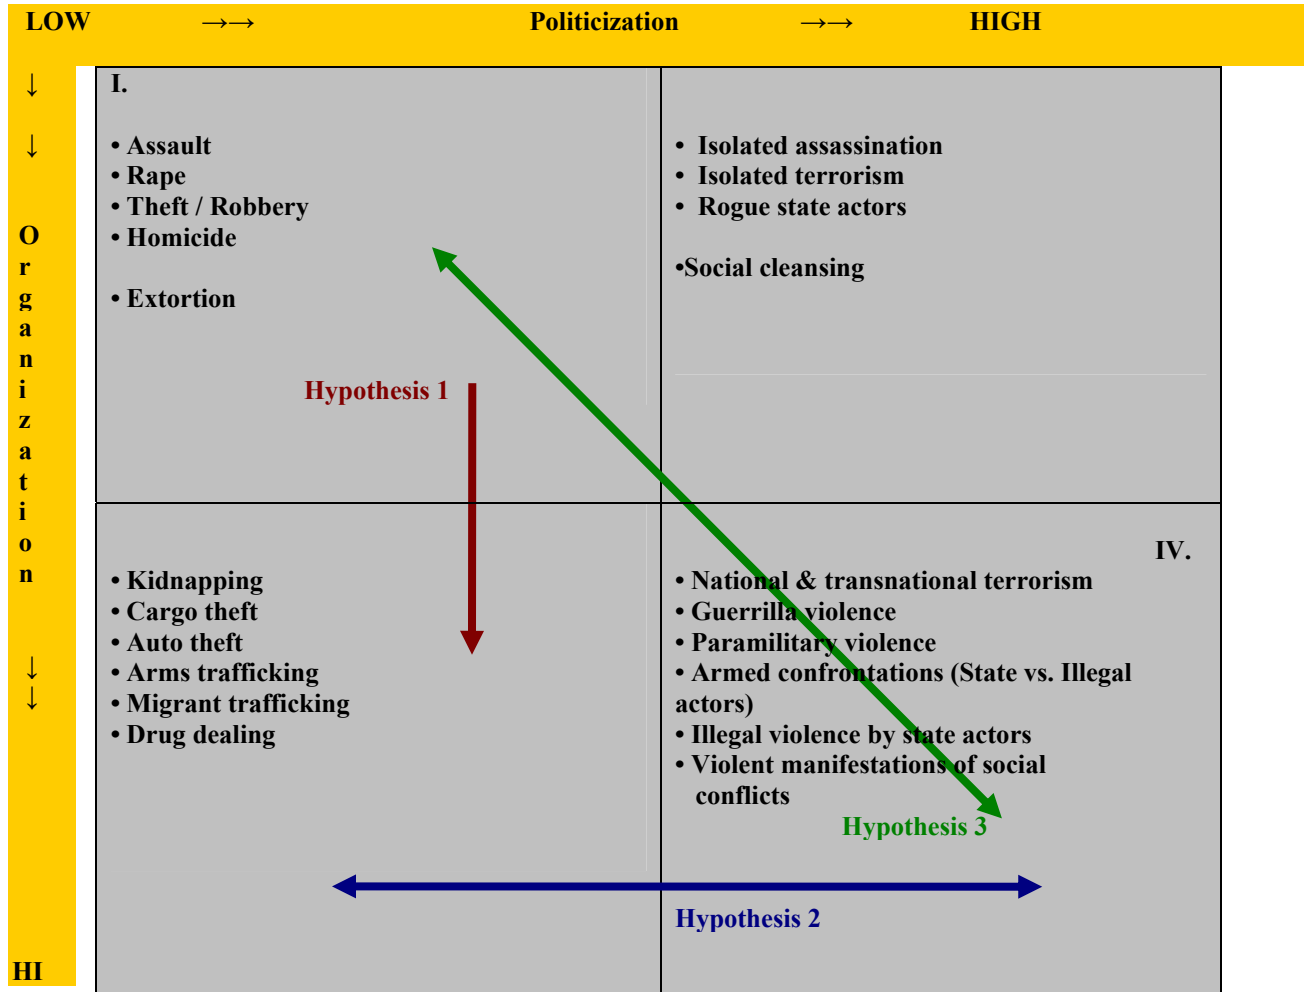 LOW →→ Politicization →→ HIGH
↓
↓
Organization
↓
↓
HI
I.
• Assault
• Rape
• Theft / Robbery
• Homicide
• Extortion
Hypothesis 1
• Isolated assassination
• Isolated terrorism
• Rogue state actors
•Social cleansing
• Kidnapping
• Cargo theft
• Auto theft
• Arms trafficking
• Migrant trafficking
• Drug dealing
IV.
• National & transnational terrorism
• Guerrilla violence
• Paramilitary violence
• Armed confrontations (State vs. Illegal
actors)
• Illegal violence by state actors
• Violent manifestations of social
conflicts
Hypothesis 3
Hypothesis 2